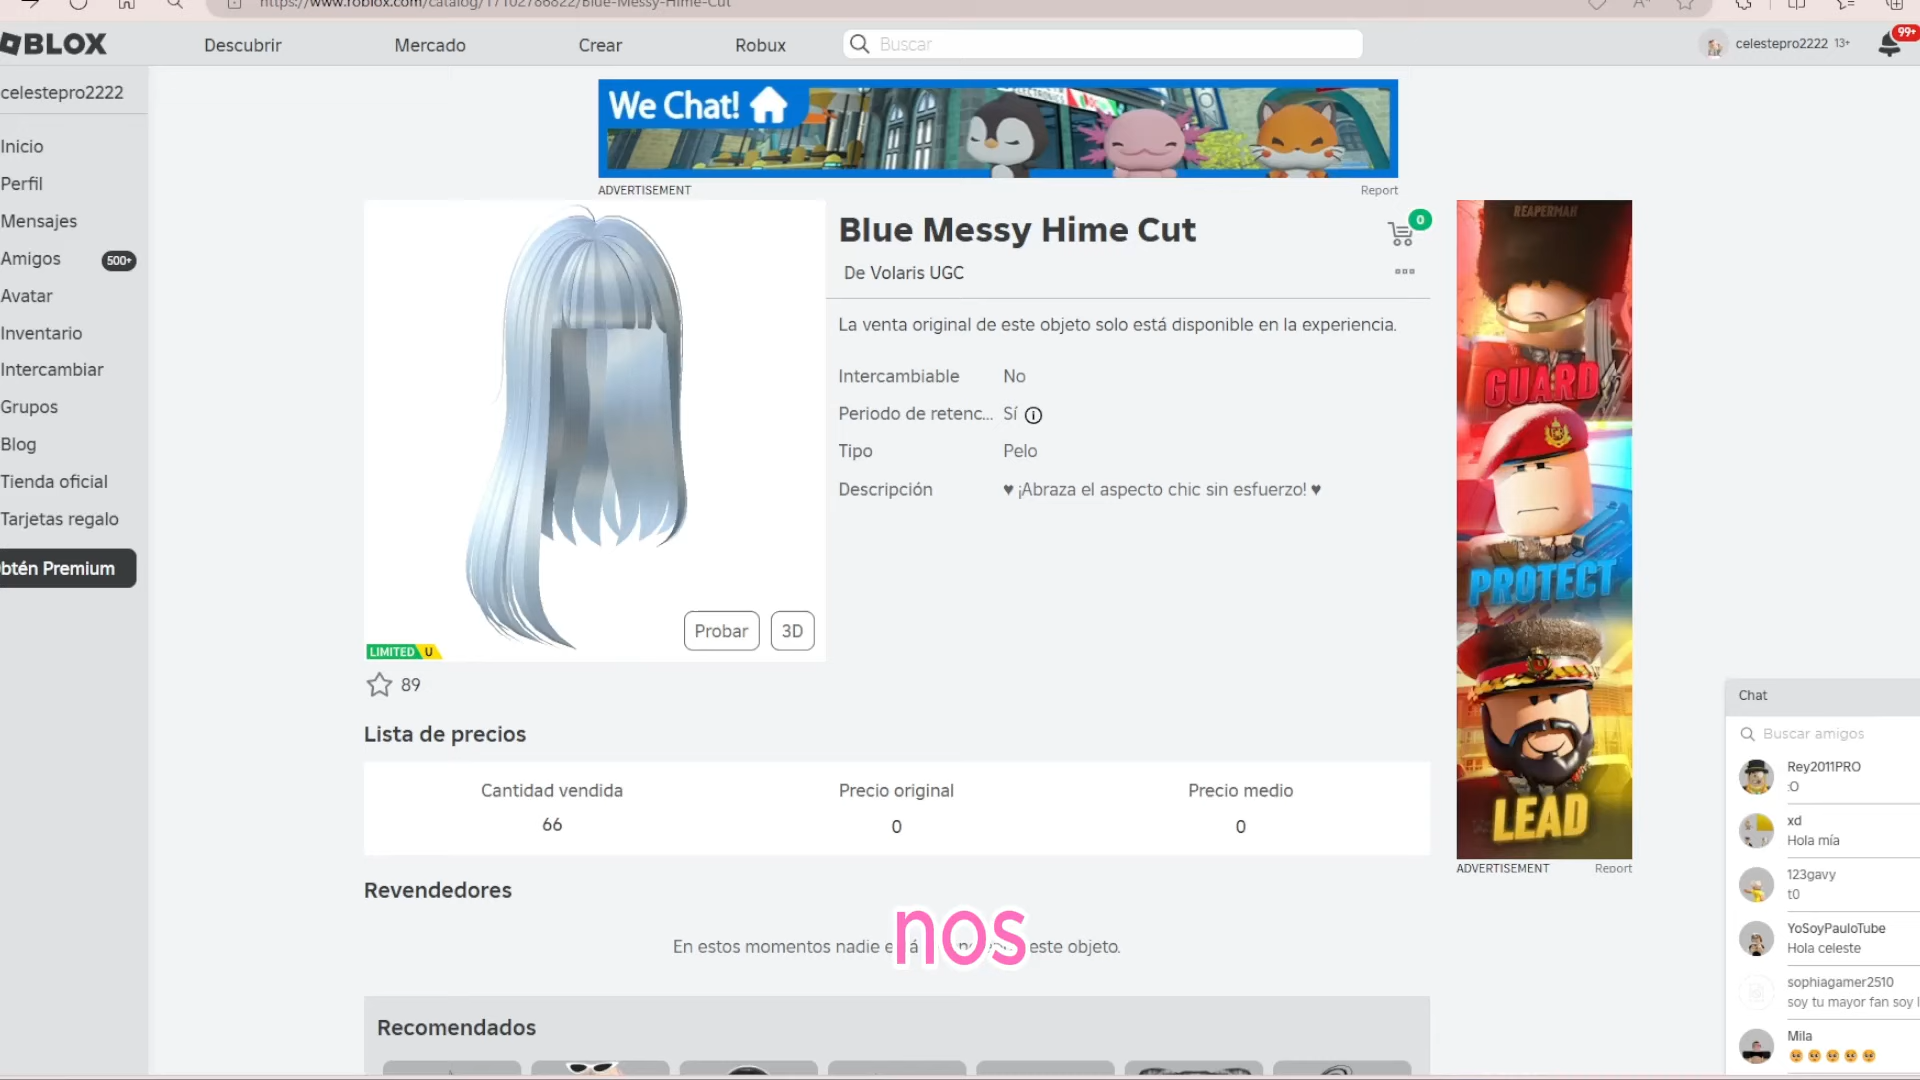 https://www.roblox.com/catalog/17102786822/Blue-Messy-Hime-Cut
BLOX
Descubrir
Mercado
Crear
Robux
Buscar
celestepro2222 13+
99+
celestepro2222
Inicio
Perfil
Mensajes
Amigos 500+
Avatar
Inventario
Intercambiar
Grupos
Blog
Tienda oficial
Tarjetas regalo
btén Premium
We Chat!
ADVERTISEMENT
Report
Blue Messy Hime Cut
0
De Volaris UGC
La venta original de este objeto solo está disponible en la experiencia.
Intercambiable No
Periodo de retenc... Sí
Tipo Pelo
Descripción ♥ ¡Abraza el aspecto chic sin esfuerzo! ♥
Probar
3D
LIMITED U
89
Lista de precios
Cantidad vendida
Precio original
Precio medio
66
0
0
Revendedores
En estos momentos nadie este objeto.
nos
Recomendados
REAPERMAN
GUARD
PROTECT
LEAD
ADVERTISEMENT
Report
Chat
Buscar amigos
Rey2011PRO
:O
xd
Hola mía
123gavy
t0
YoSoyPauloTube
Hola celeste
sophiagamer2510
soy tu mayor fan soy
Mila
🥺🥺🥺🥺🥺